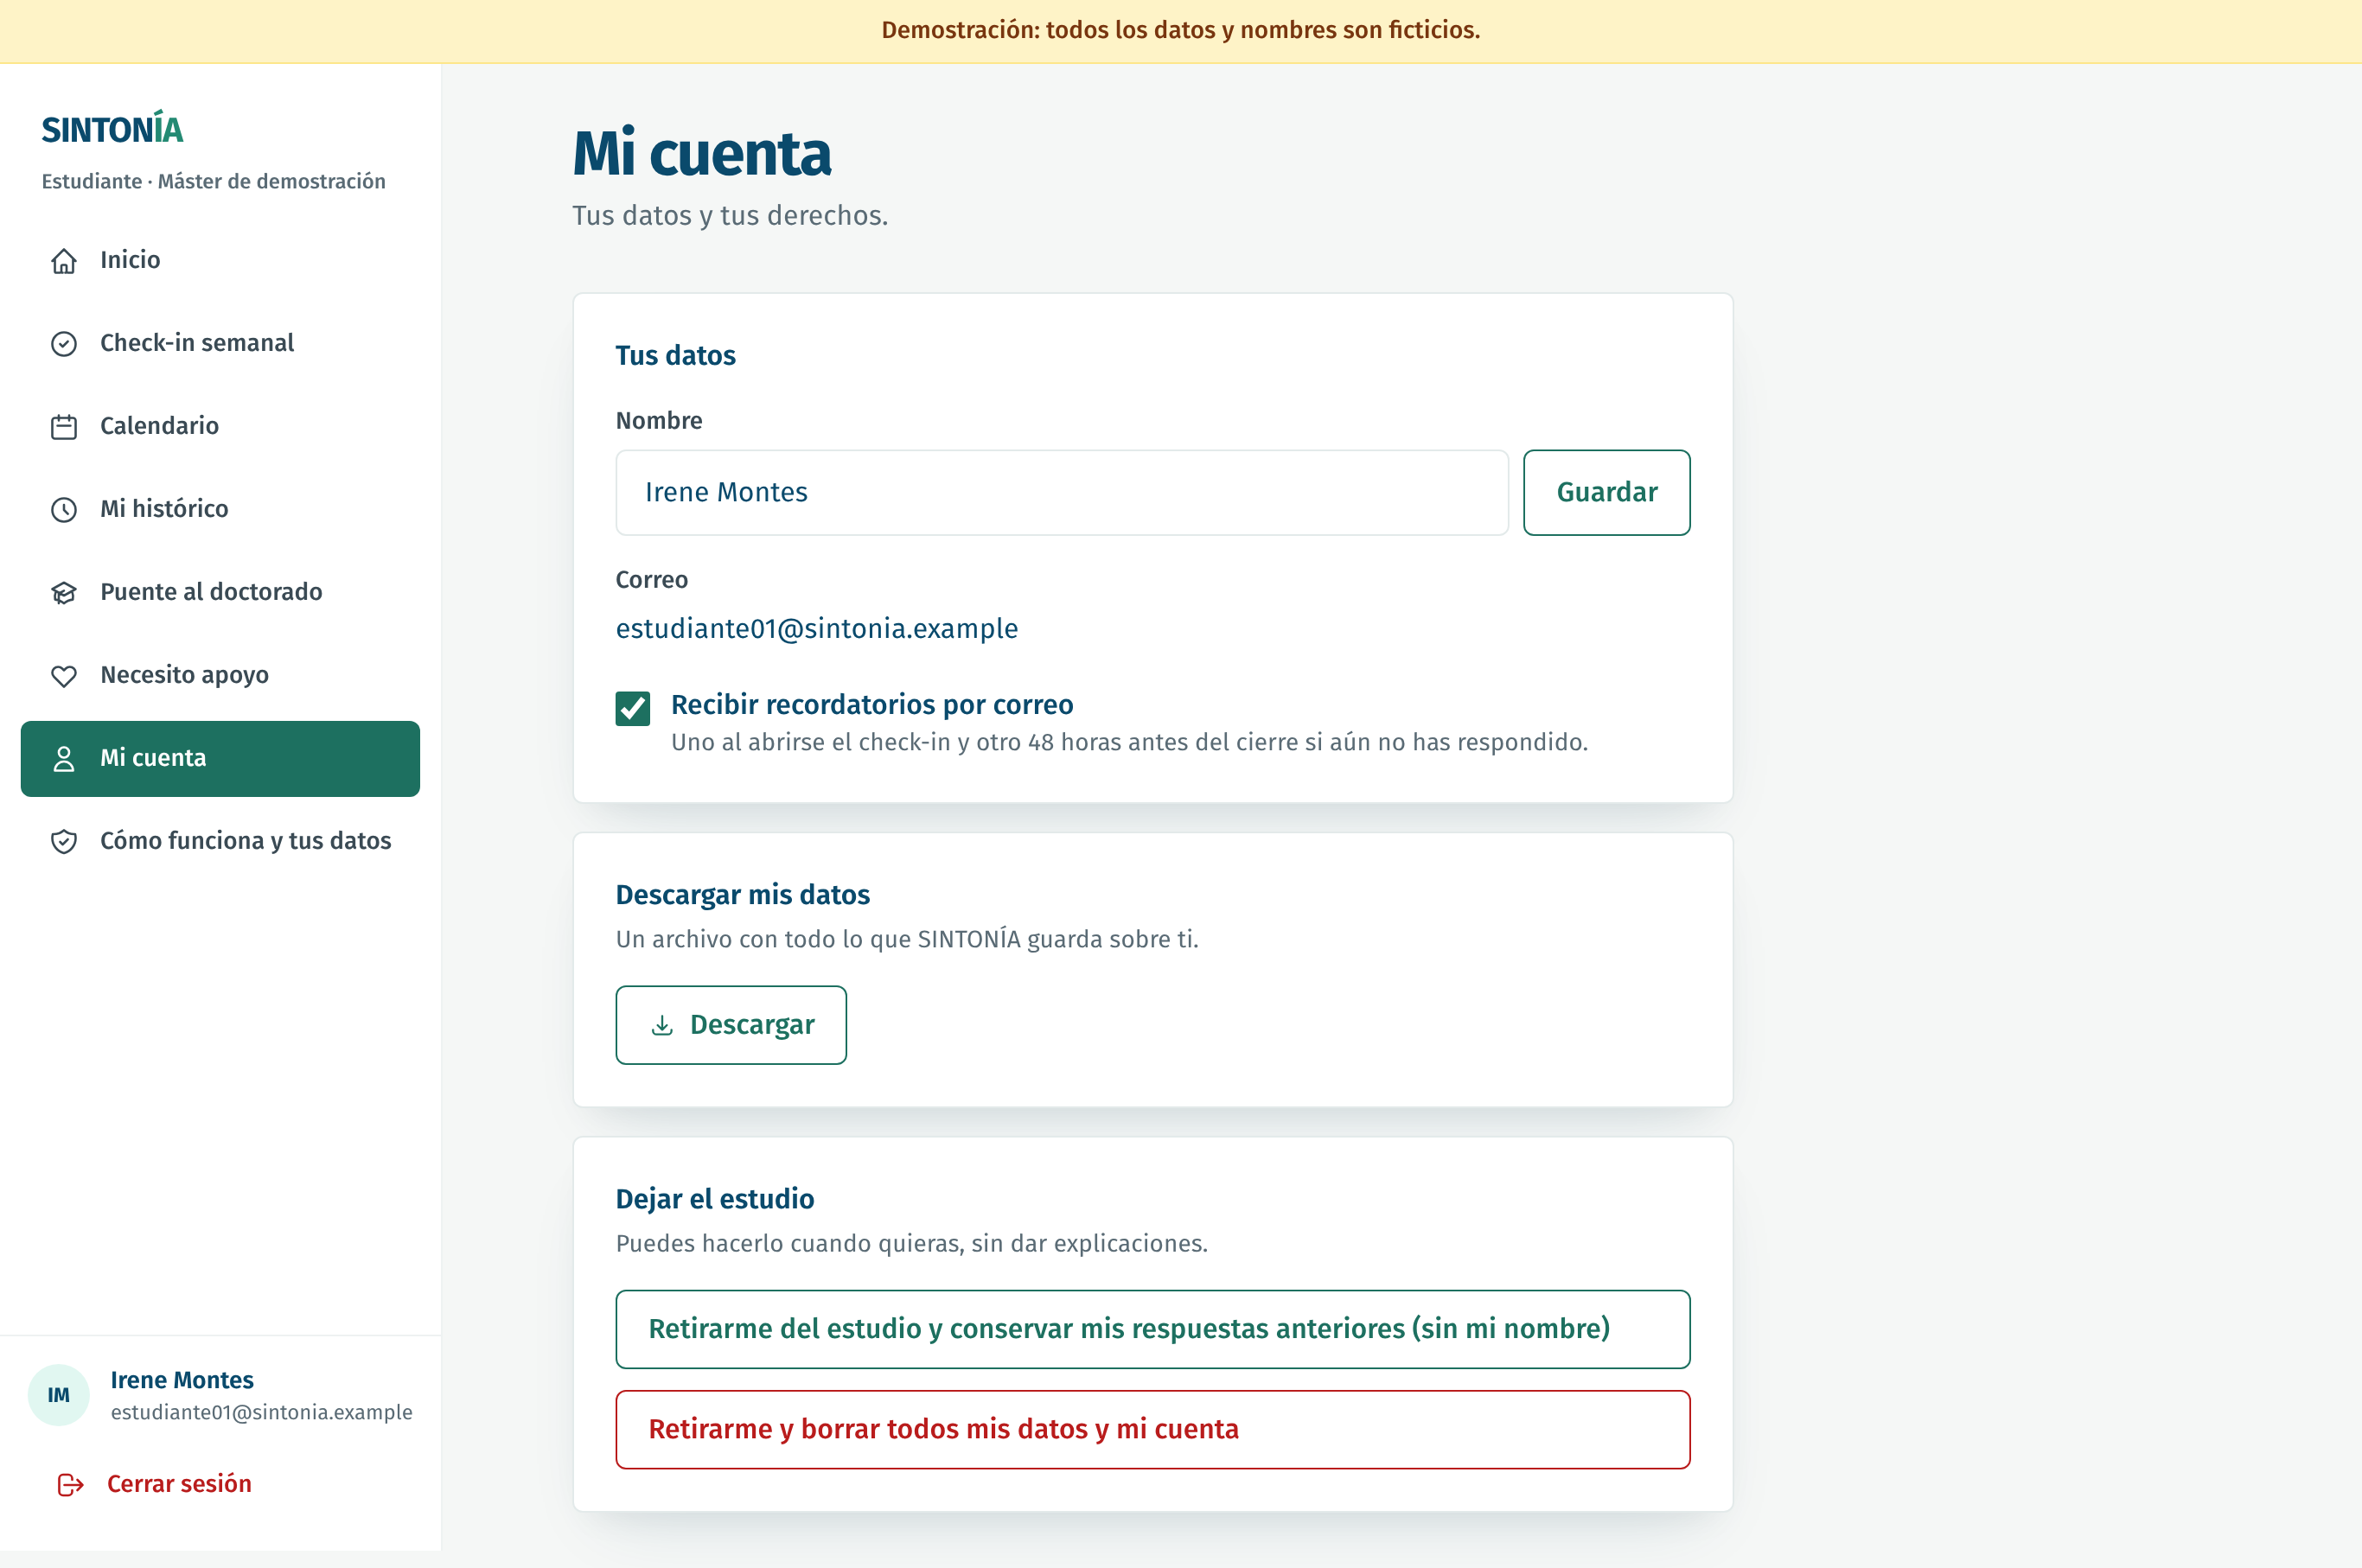 Demostración: todos los datos y nombres son ficticios.
SINTONÍA
Estudiante · Máster de demostración
Inicio
Check-in semanal
Calendario
Mi histórico
Puente al doctorado
Necesito apoyo
Mi cuenta
Cómo funciona y tus datos
IM
Irene Montes
estudiante01@sintonia.example
Cerrar sesión
Mi cuenta
Tus datos y tus derechos.
Tus datos
Nombre
Irene Montes
Guardar
Correo
estudiante01@sintonia.example
Recibir recordatorios por correo
Uno al abrirse el check-in y otro 48 horas antes del cierre si aún no has respondido.
Descargar mis datos
Un archivo con todo lo que SINTONÍA guarda sobre ti.
Descargar
Dejar el estudio
Puedes hacerlo cuando quieras, sin dar explicaciones.
Retirarme del estudio y conservar mis respuestas anteriores (sin mi nombre)
Retirarme y borrar todos mis datos y mi cuenta